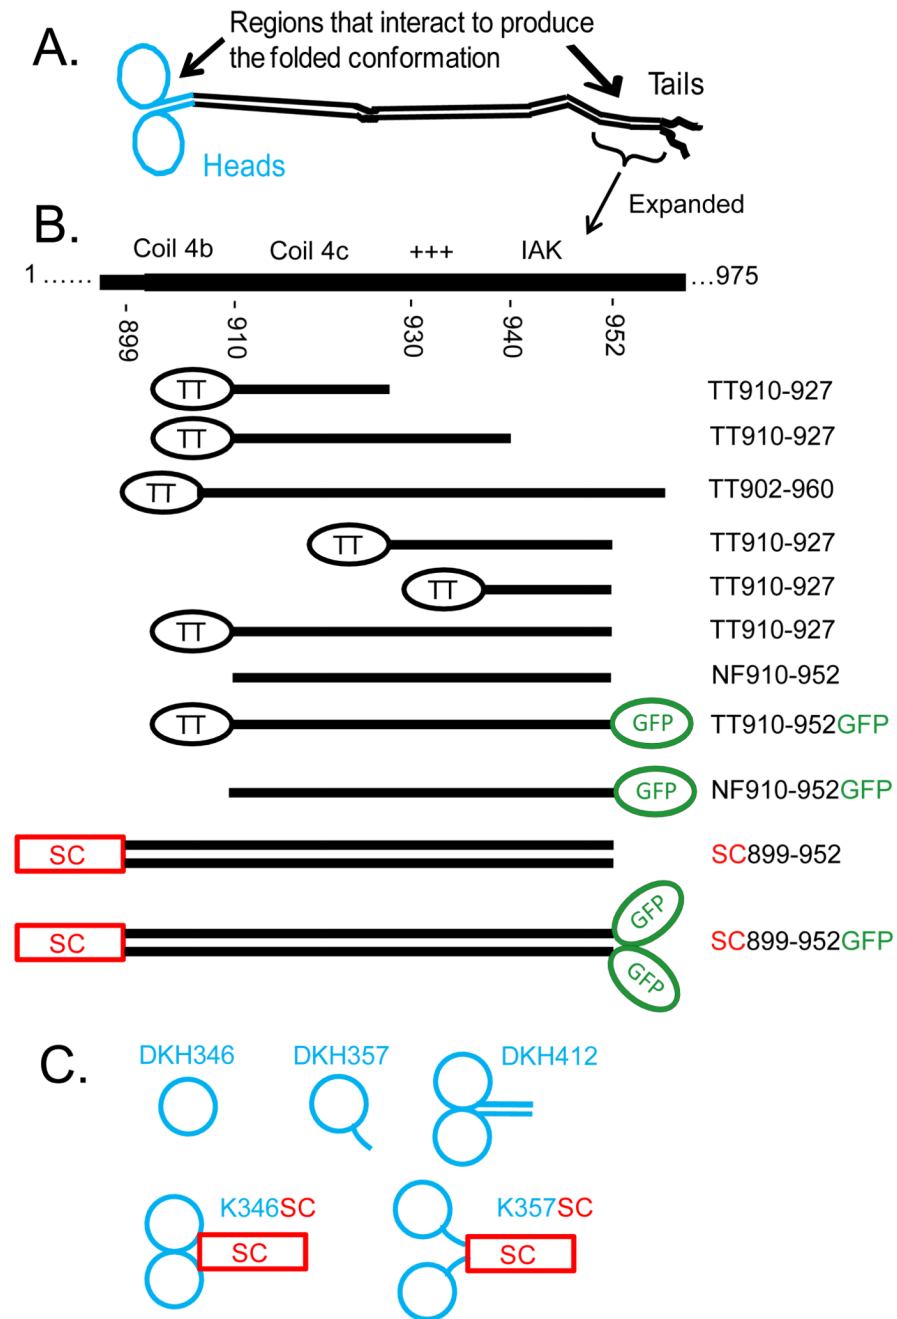 A.
Regions that interact to produce
the folded conformation
Tails
Heads
Expanded
B.
Coil 4b Coil 4c +++ IAK
1 ...... ...975
-899 -910 -930 -940 -952
TT TT910-927
TT TT910-927
TT TT902-960
TT TT910-927
TT TT910-927
TT TT910-927
NF910-952
TT GFP TT910-952GFP
GFP NF910-952GFP
SC SC899-952
SC GFP GFP SC899-952GFP
C.
DKH346 DKH357 DKH412
K346SC K357SC
SC SC